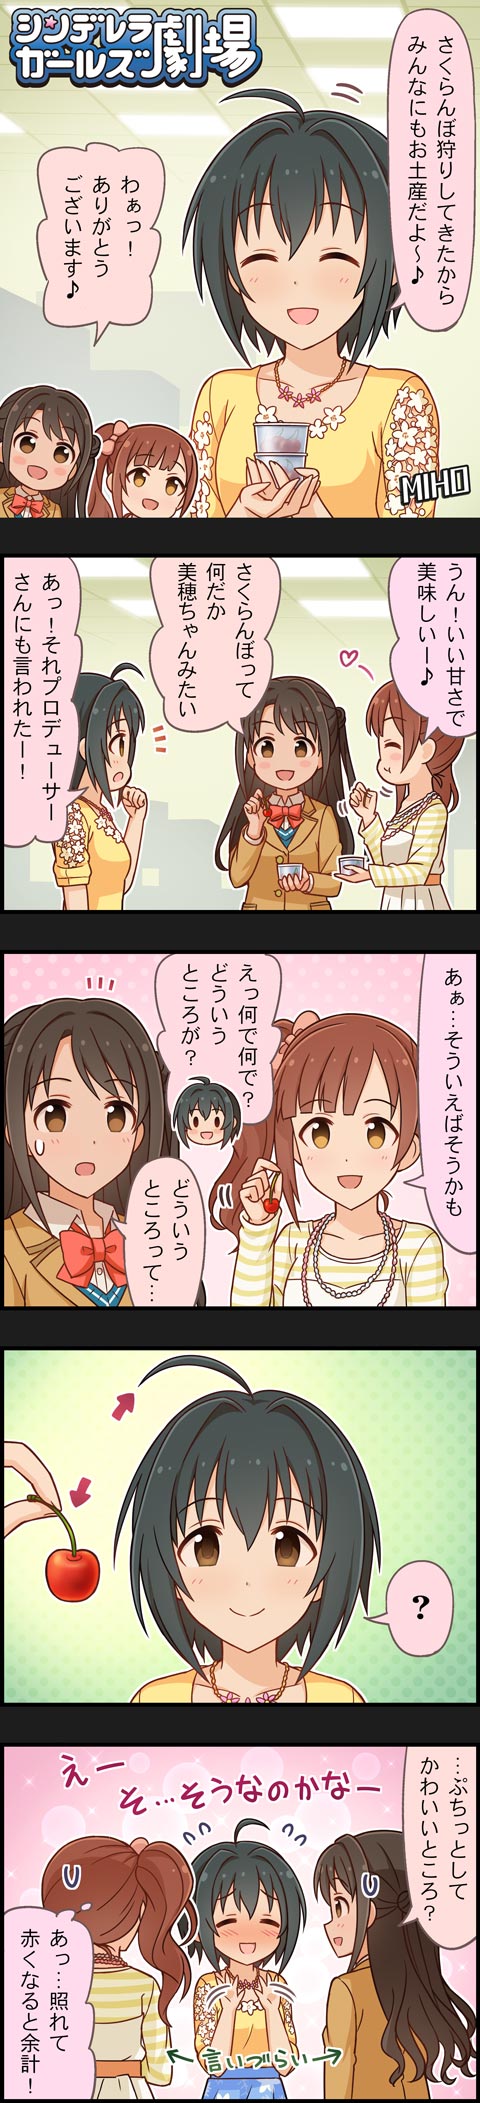 シンデレラ
ガールズ劇場
さくらんぼ狩りしてきたから
みんなにもお土産だよ～♪
わぁっ！
ありがとう
ございます♪
MIHO
うん！いい甘さで
美味しいー♪
さくらんぼって
何だか
美穂ちゃんみたい
あっ！それプロデューサー
さんにも言われたー！
あぁ…そういえばそうかも
えっ何で何で？
どういう
ところが？
どういう
ところって…
？
…ぷちっとして
かわいいところ？
えー
そ…そうなのかなー
あっ…照れて
赤くなると余計！
言いづらい